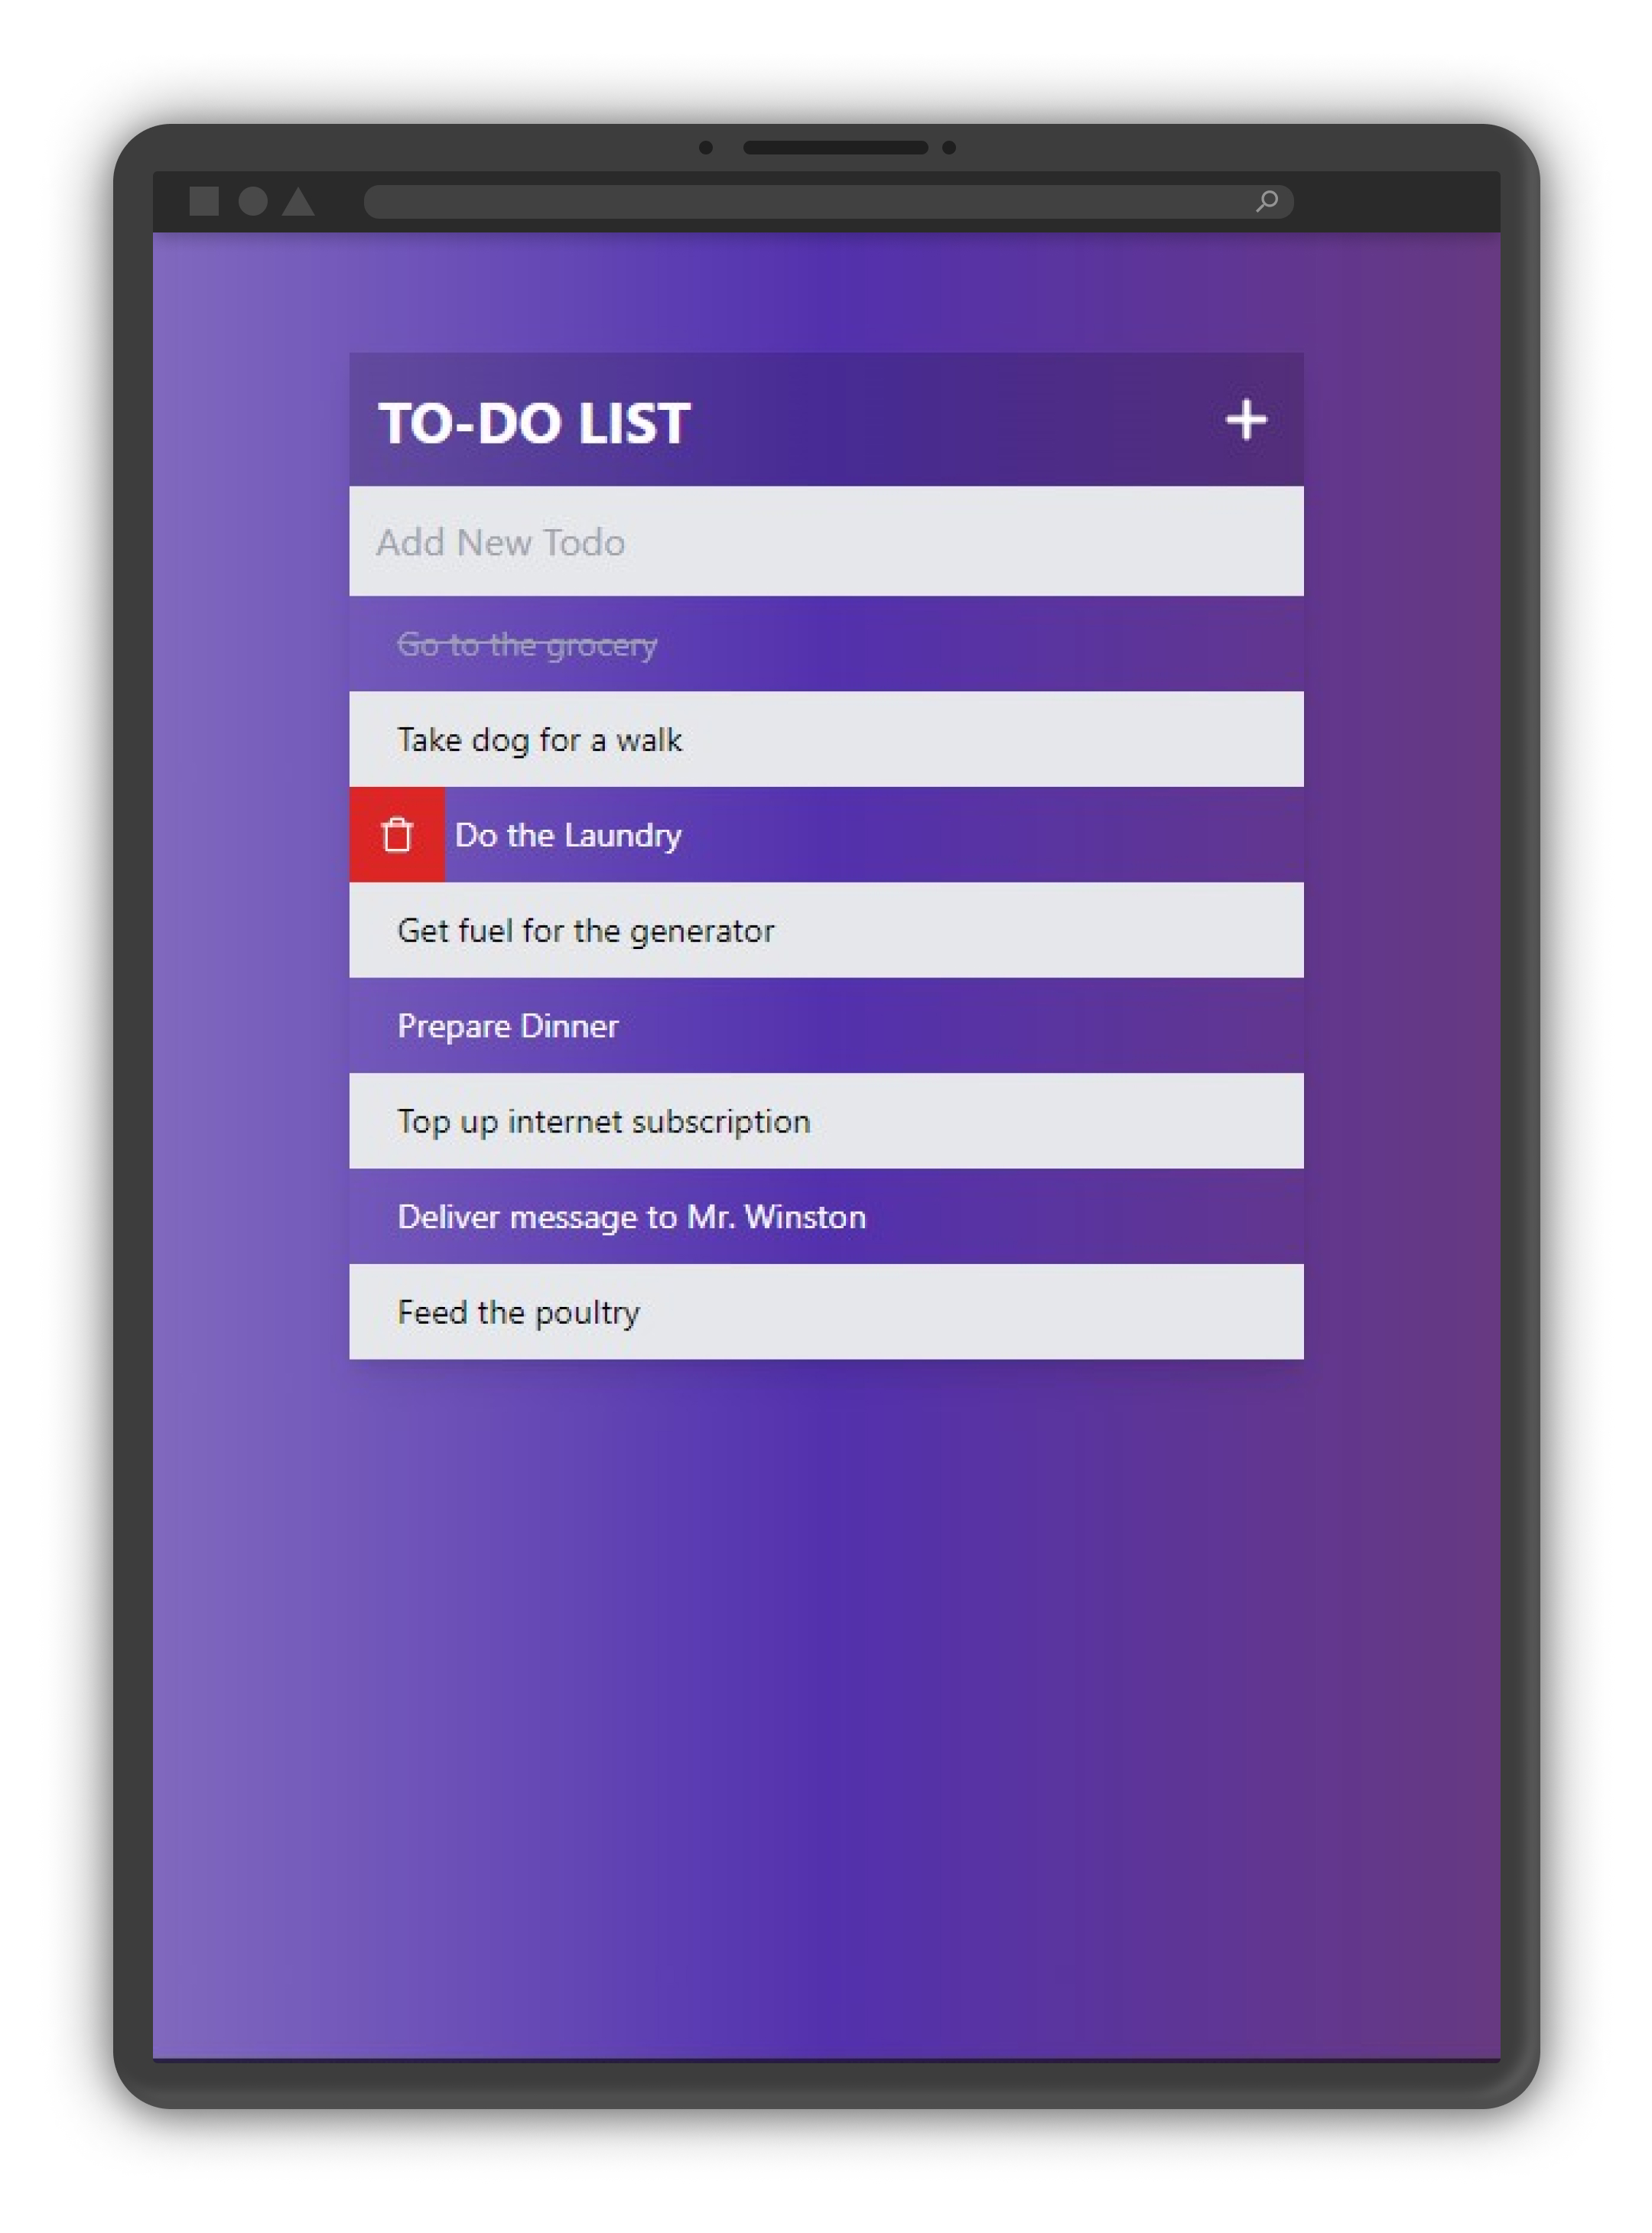 TO-DO LIST
Add New Todo
Go to the grocery
Take dog for a walk
Do the Laundry
Get fuel for the generator
Prepare Dinner
Top up internet subscription
Deliver message to Mr. Winston
Feed the poultry